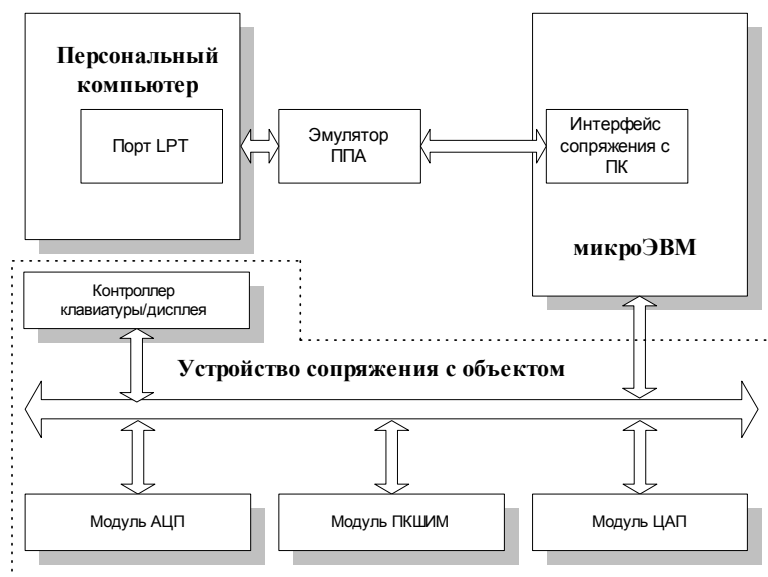 Персональный
компьютер
Порт LPT
Эмулятор
ППА
Интерфейс
сопряжения с
ПК
микроЭВМ
Контроллер
клавиатуры/дисплея
Устройство сопряжения с объектом
Модуль АЦП
Модуль ПКШИМ
Модуль ЦАП